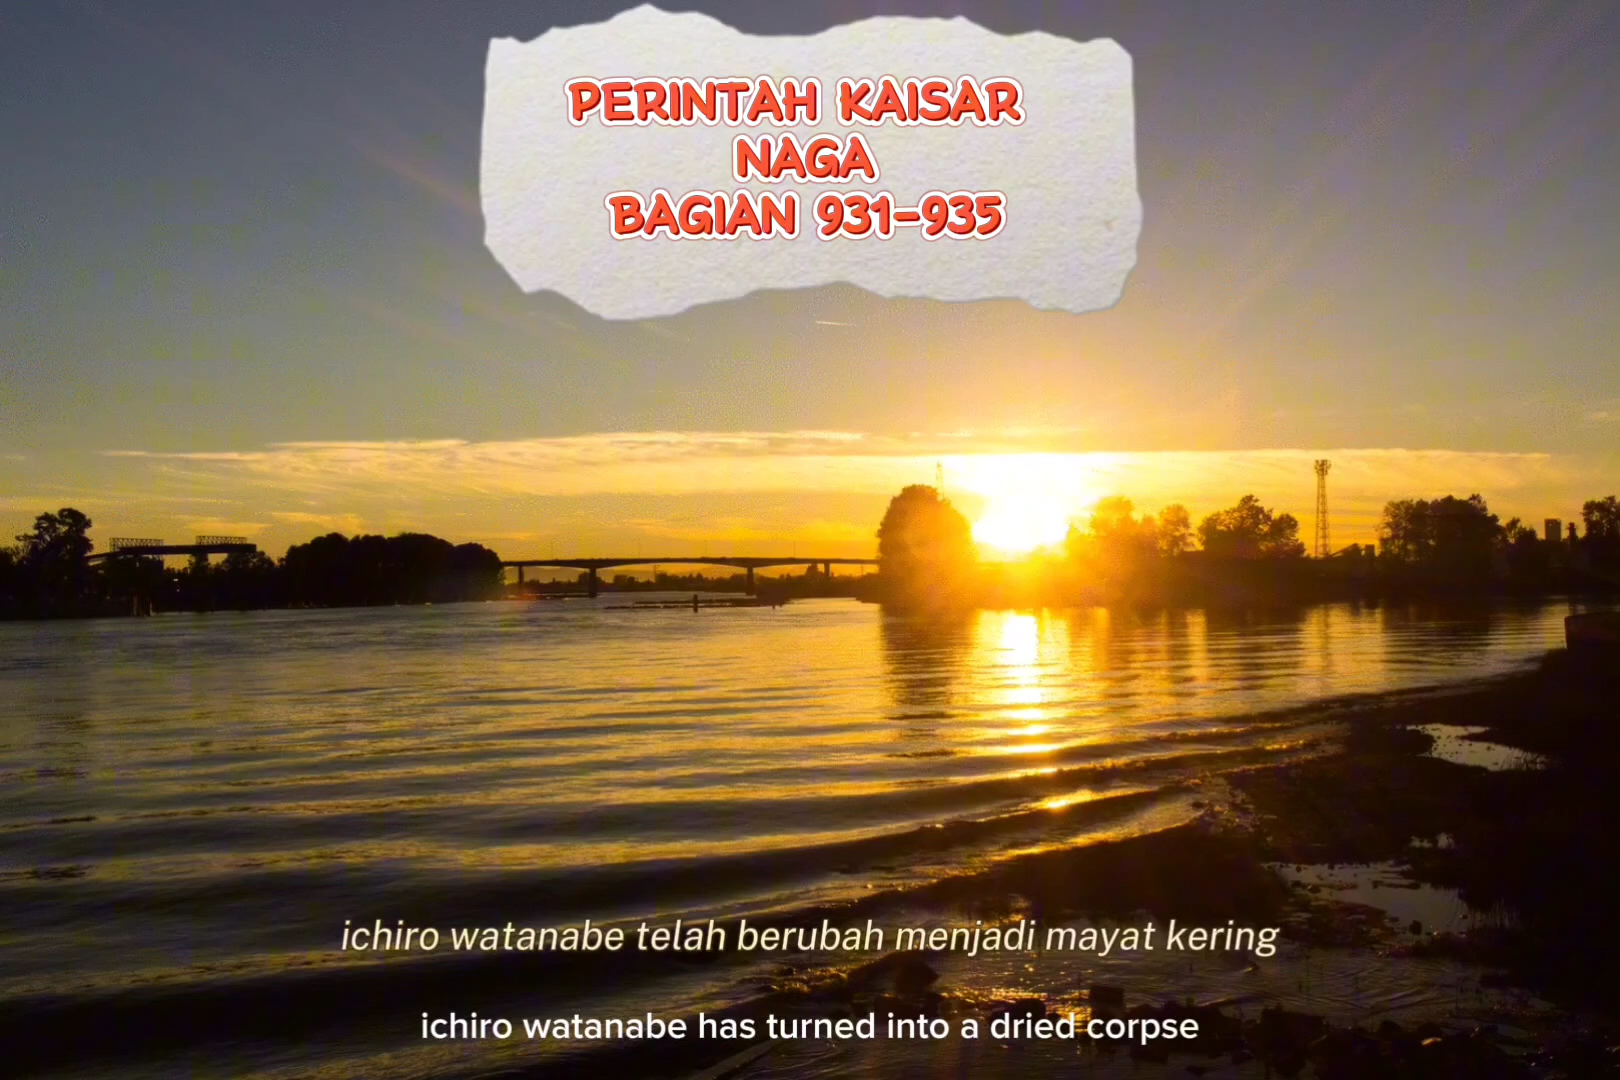 PERINTAH KAISAR
NAGA
BAGIAN 931-935
ichiro watanabe telah berubah menjadi mayat kering
ichiro watanabe has turned into a dried corpse